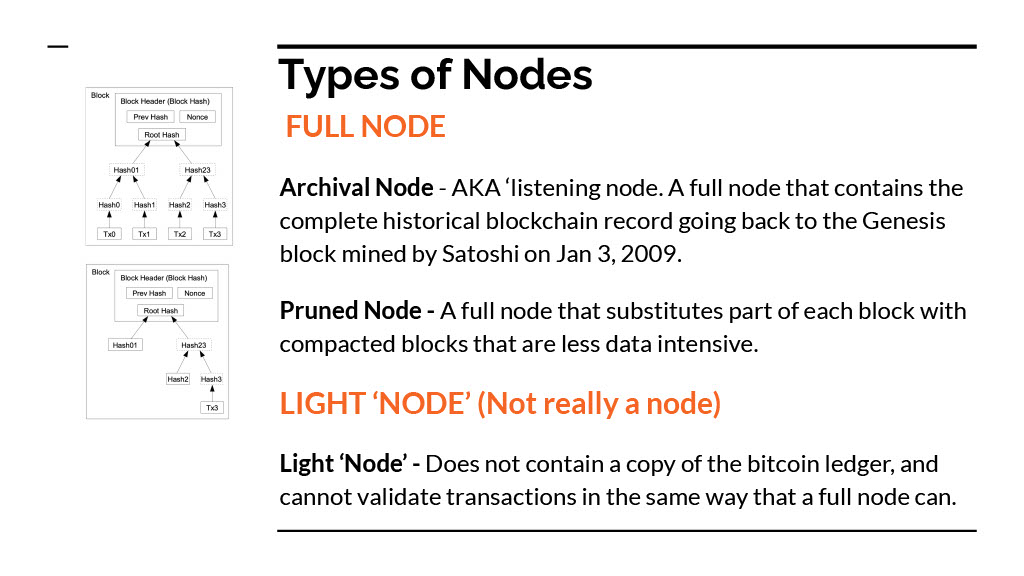 Types of Nodes
FULL NODE
Archival Node - AKA ‘listening node. A full node that contains the
complete historical blockchain record going back to the Genesis
block mined by Satoshi on Jan 3, 2009.
Pruned Node - A full node that substitutes part of each block with
compacted blocks that are less data intensive.
LIGHT ‘NODE’ (Not really a node)
Light ‘Node’ - Does not contain a copy of the bitcoin ledger, and
cannot validate transactions in the same way that a full node can.
Block
Block Header (Block Hash)
Prev Hash Nonce
Root Hash
Hash01 Hash23
Hash0 Hash1 Hash2 Hash3
Tx0 Tx1 Tx2 Tx3
Block
Block Header (Block Hash)
Prev Hash Nonce
Root Hash
Hash01 Hash23
Hash2 Hash3
Tx3